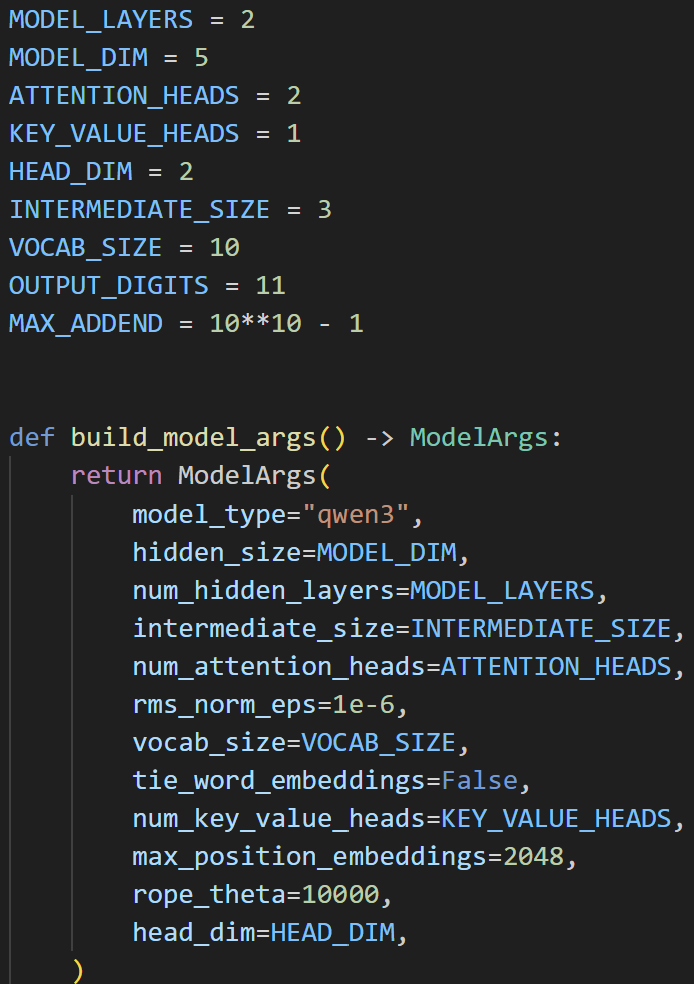 MODEL_LAYERS = 2
MODEL_DIM = 5
ATTENTION_HEADS = 2
KEY_VALUE_HEADS = 1
HEAD_DIM = 2
INTERMEDIATE_SIZE = 3
VOCAB_SIZE = 10
OUTPUT_DIGITS = 11
MAX_ADDEND = 10**10 - 1
def build_model_args() -> ModelArgs:
    return ModelArgs(
        model_type="qwen3",
        hidden_size=MODEL_DIM,
        num_hidden_layers=MODEL_LAYERS,
        intermediate_size=INTERMEDIATE_SIZE,
        num_attention_heads=ATTENTION_HEADS,
        rms_norm_eps=1e-6,
        vocab_size=VOCAB_SIZE,
        tie_word_embeddings=False,
        num_key_value_heads=KEY_VALUE_HEADS,
        max_position_embeddings=2048,
        rope_theta=10000,
        head_dim=HEAD_DIM,
    )